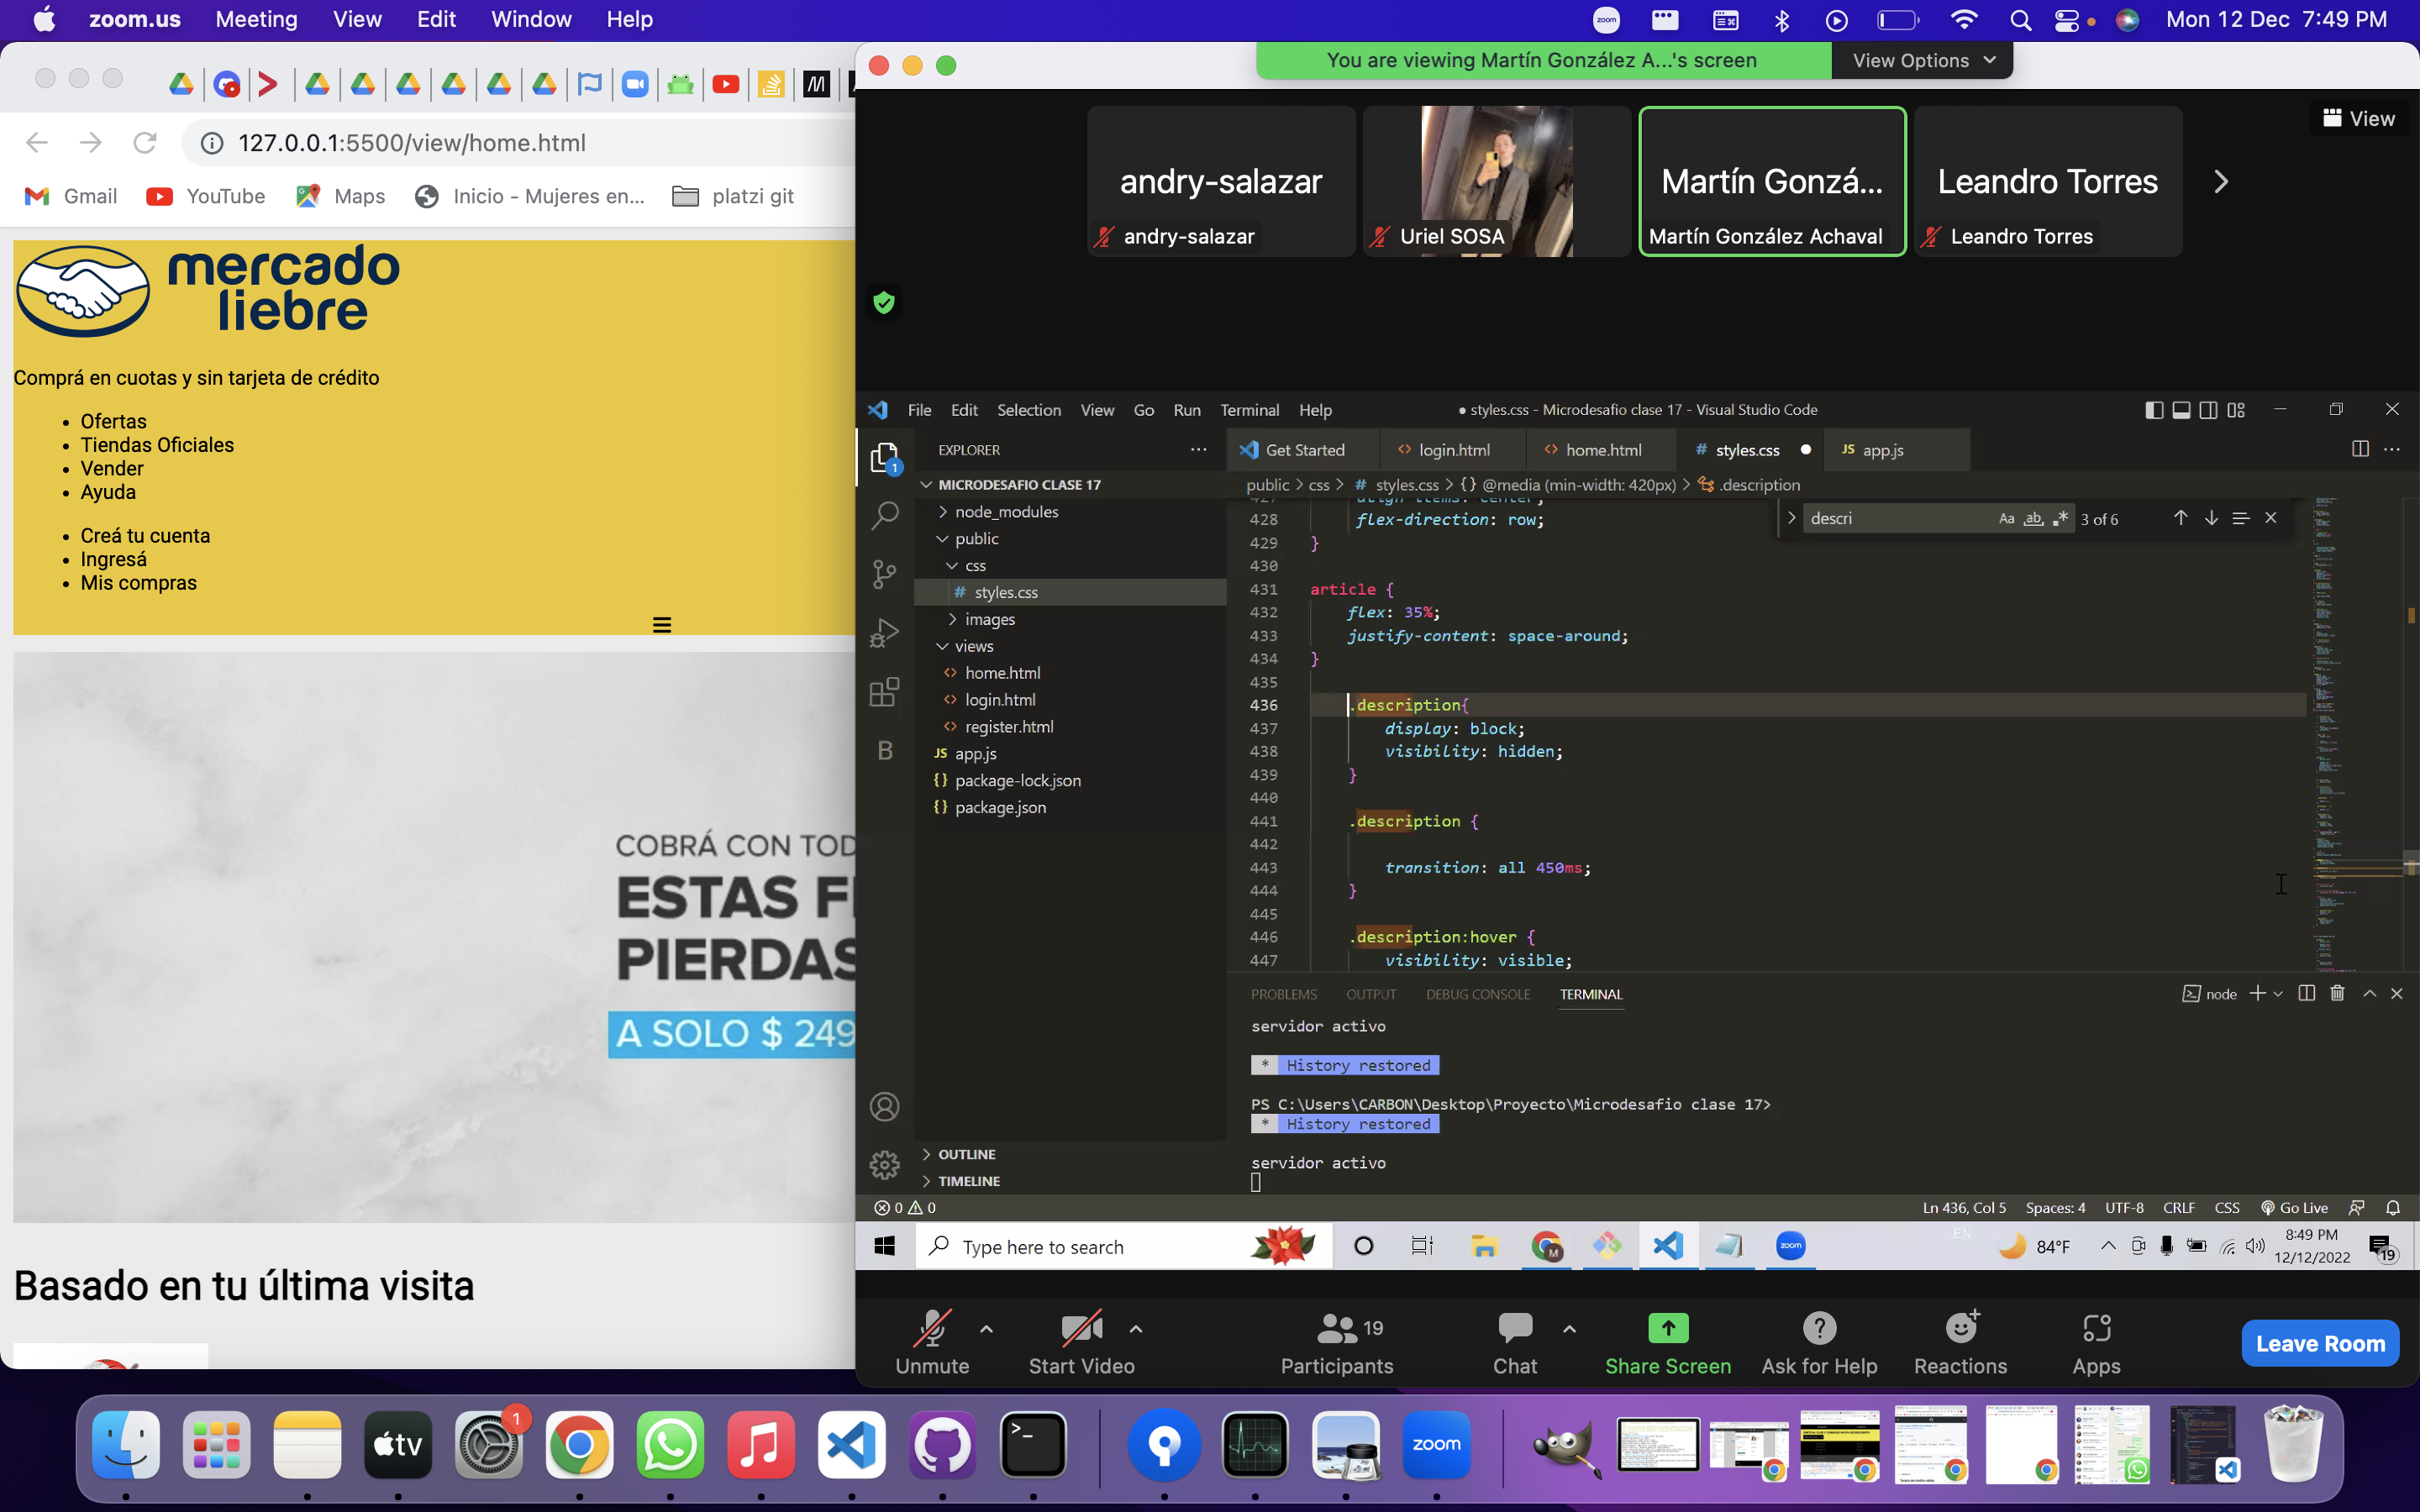 zoom.us Meeting View Edit Window Help
zoom
Mon 12 Dec 7:49 PM
127.0.0.1:5500/view/home.html
Gmail YouTube Maps Inicio - Mujeres en... platzi git
mercado
liebre
Comprá en cuotas y sin tarjeta de crédito
Ofertas
Tiendas Oficiales
Vender
Ayuda
Creá tu cuenta
Ingresá
Mis compras
COBRÁ CON TOD
ESTAS F
PIERDAS
A SOLO $ 249
Basado en tu última visita
You are viewing Martín González A...'s screen
View Options
View
andry-salazar
andry-salazar
Uriel SOSA
Martín Gonzá...
Martín González Achaval
Leandro Torres
Leandro Torres
File Edit Selection View Go Run Terminal Help
● styles.css - Microdesafio clase 17 - Visual Studio Code
EXPLORER
MICRODESAFIO CLASE 17
node_modules
public
css
# styles.css
images
views
<> home.html
<> login.html
<> register.html
JS app.js
{} package-lock.json
{} package.json
OUTLINE
TIMELINE
1
B
Get Started
<> login.html
<> home.html
# styles.css
JS app.js
public > css > # styles.css > {} @media (min-width: 420px) > .description
descri Aa ab .* 3 of 6
427 align-items: center;
428 flex-direction: row;
429 }
430
431 article {
432 flex: 35%;
433 justify-content: space-around;
434 }
435
436 .description{
437 display: block;
438 visibility: hidden;
439 }
440
441 .description {
442
443 transition: all 450ms;
444 }
445
446 .description:hover {
447 visibility: visible;
PROBLEMS OUTPUT DEBUG CONSOLE TERMINAL
node
servidor activo
* History restored
PS C:\Users\CARBON\Desktop\Proyecto\Microdesafio clase 17>
* History restored
servidor activo
0 0
Ln 436, Col 5 Spaces: 4 UTF-8 CRLF CSS Go Live
Type here to search
M
zoom
EN
84°F
8:49 PM
12/12/2022
19
Unmute
Start Video
19
Participants
Chat
Share Screen
Ask for Help
Reactions
Apps
Leave Room
tv
1
>_
zoom